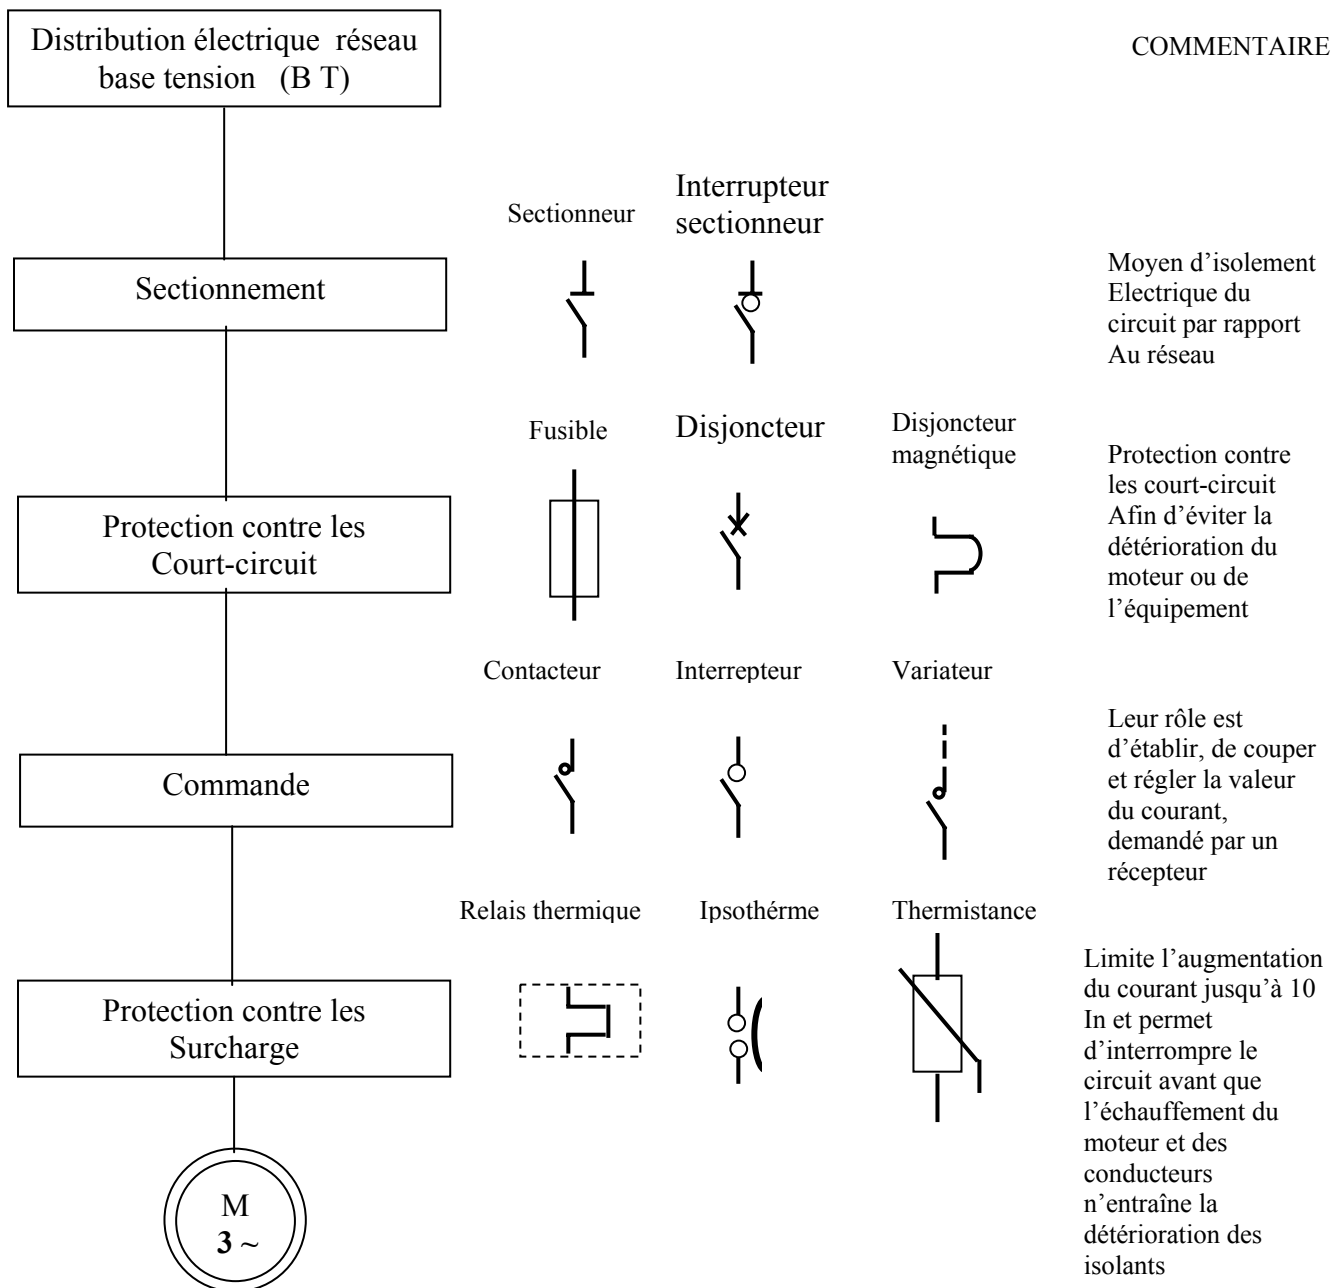 Distribution électrique réseau
base tension (B T)
COMMENTAIRE
Sectionneur
Interrupteur
sectionneur
Sectionnement
Moyen d’isolement
Electrique du
circuit par rapport
Au réseau
Fusible
Disjoncteur
Disjoncteur
magnétique
Protection contre les
Court-circuit
Protection contre
les court-circuit
Afin d’éviter la
détérioration du
moteur ou de
l’équipement
Contacteur
Interrepteur
Variateur
Commande
Leur rôle est
d’établir, de couper
et régler la valeur
du courant,
demandé par un
récepteur
Relais thermique
Ipsothérme
Thermistance
Protection contre les
Surcharge
Limite l’augmentation
du courant jusqu’à 10
In et permet
d’interrompre le
circuit avant que
l’échauffement du
moteur et des
conducteurs
n’entraîne la
détérioration des
isolants
M
3 ~